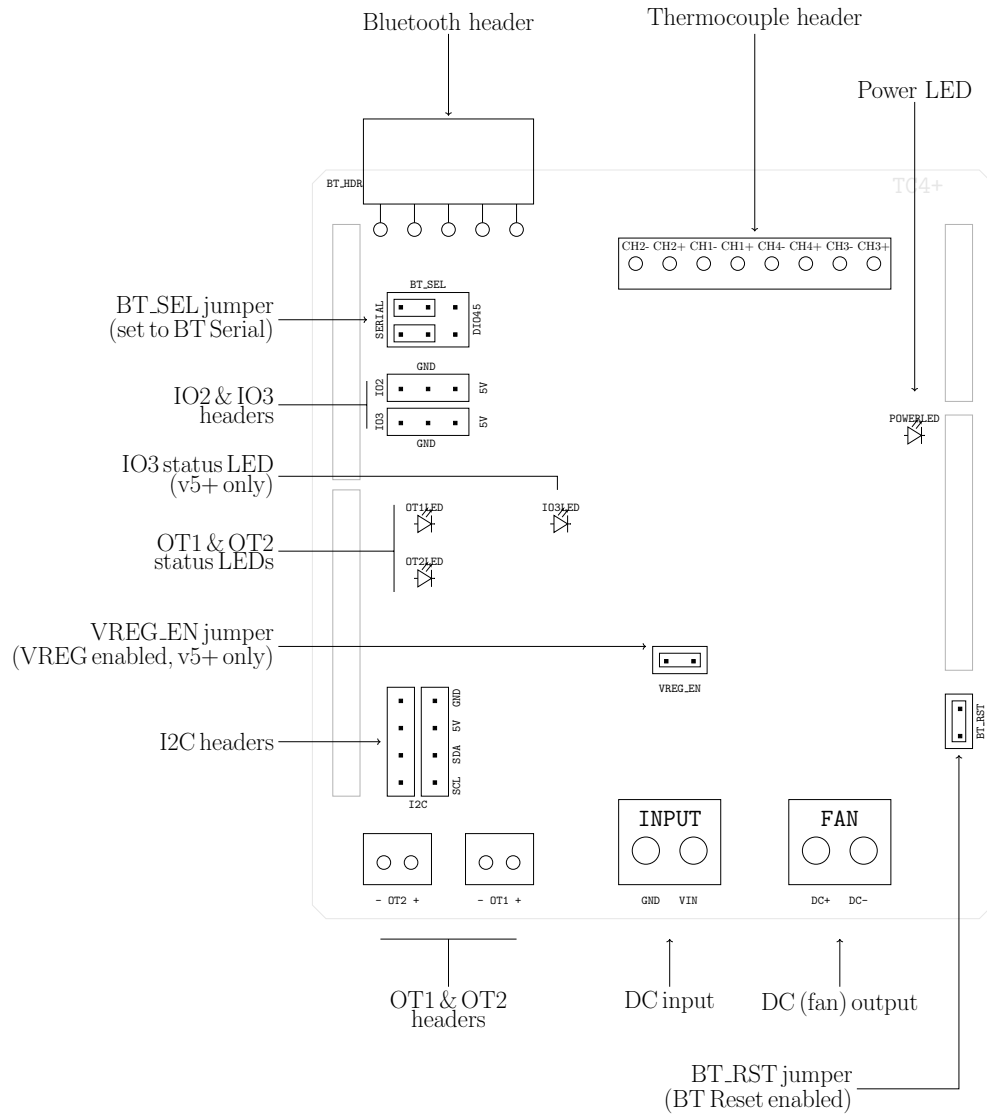 Bluetooth header
Thermocouple header
Power LED
BT_HDR
TC4+
CH2- CH2+ CH1- CH1+ CH4- CH4+ CH3- CH3+
BT_SEL
SERIAL
DIO45
BT_SEL jumper
(set to BT Serial)
GND
IO2
5V
IO2 & IO3
headers
IO3
5V
GND
POWERLED
IO3 status LED
(v5+ only)
OT1LED
IO3LED
OT1 & OT2
status LEDs
OT2LED
VREG_EN jumper
(VREG enabled, v5+ only)
VREG_EN
GND
5V
SDA
SCL
I2C headers
I2C
BT_RST
INPUT
FAN
- OT2 +
- OT1 +
GND VIN
DC+ DC-
OT1 & OT2
headers
DC input
DC (fan) output
BT_RST jumper
(BT Reset enabled)